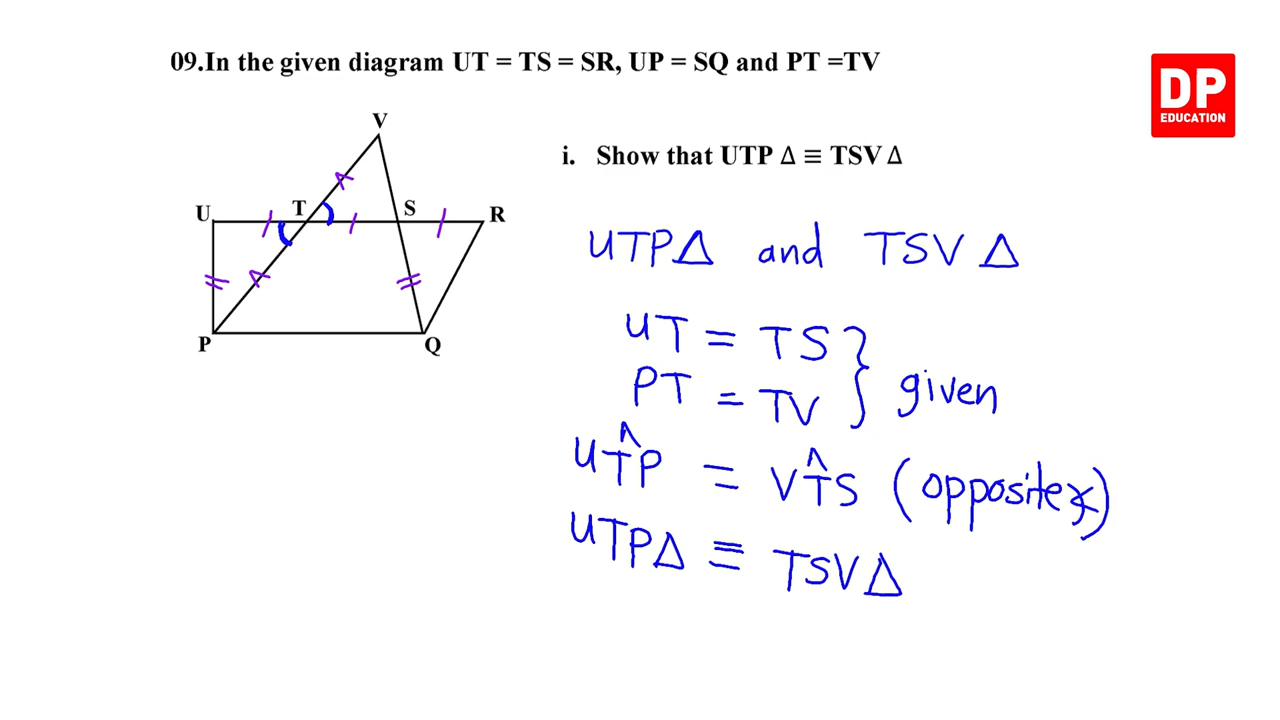 09.In the given diagram UT = TS = SR, UP = SQ and PT =TV
DP
EDUCATION
V
i. Show that UTP Δ ≡ TSV Δ
U T S R
UTPΔ and TSV Δ
UT = TS
P Q
PT = TV } given
UT̂P = VT̂S (opposite∡)
UTPΔ ≡ TSVΔ